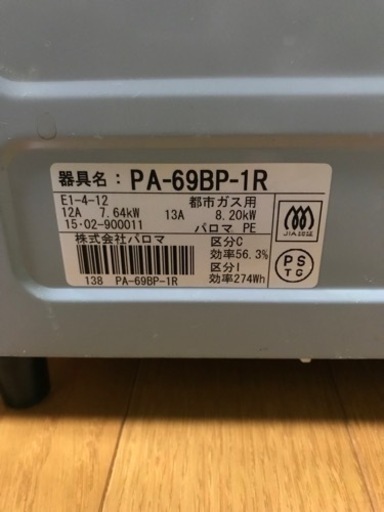 器具名: PA-69BP-1R
E1-4-12 都市ガス用
12A 7.64kW 13A 8.20kW
15・02-900011 パロマ PE
株式会社パロマ 区分C
効率56.3%
区分I
138 PA-69BP-1R 効率274Wh
JIA
PS
TG